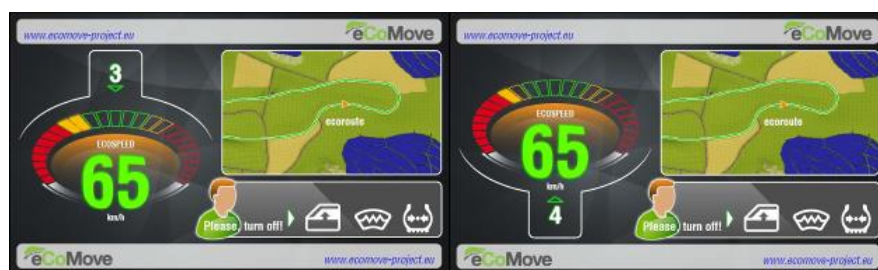 www.ecomove-project.eu
eCoMove
3
ECOSPEED
65
km/h
ecoroute
Please, turn off!
eCoMove
www.ecomove-project.eu
www.ecomove-project.eu
eCoMove
ECOSPEED
65
km/h
4
ecoroute
Please, turn off!
eCoMove
www.ecomove-project.eu